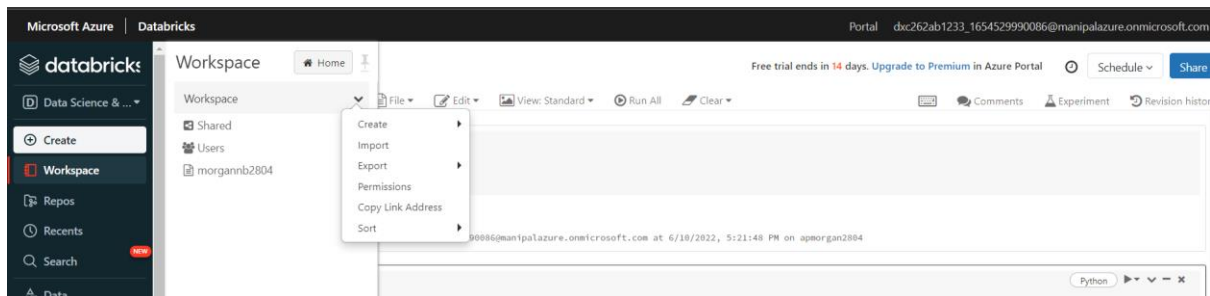 Microsoft Azure Databricks Portal dxc262ab1233_1654529990086@manipalazure.onmicrosoft.com
databricks Workspace Home Free trial ends in 14 days. Upgrade to Premium in Azure Portal Schedule Share
Data Science & ... Workspace File Edit View: Standard Run All Clear Comments Experiment Revision histor
Shared
Create
Users
morgannb2804
Workspace
Repos
Recents
NEW
Search
Data
Create
Import
Export
Permissions
Copy Link Address
Sort
90086@manipalazure.onmicrosoft.com at 6/10/2022, 5:21:48 PM on apmorgan2804
Python